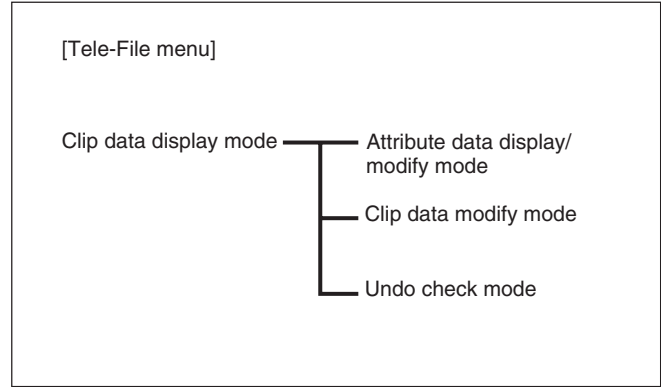 [Tele-File menu]
Clip data display mode
Attribute data display/
modify mode
Clip data modify mode
Undo check mode